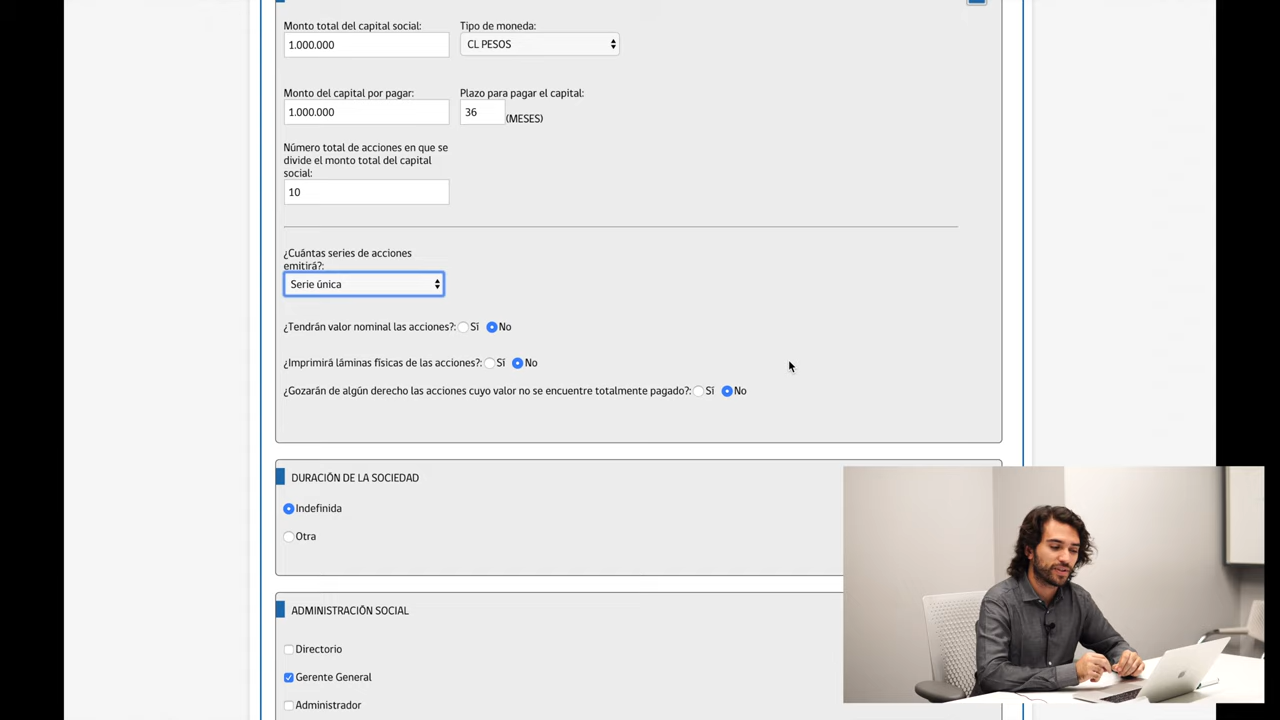 Monto total del capital social: Tipo de moneda:
1.000.000 CL PESOS
Monto del capital por pagar: Plazo para pagar el capital:
1.000.000 36 (MESES)
Número total de acciones en que se
divide el monto total del capital
social:
10
¿Cuántas series de acciones
emitirá?:
Serie única
¿Tendrán valor nominal las acciones?: Sí No
¿Imprimirá láminas físicas de las acciones?: Sí No
¿Gozarán de algún derecho las acciones cuyo valor no se encuentre totalmente pagado?: Sí No
DURACIÓN DE LA SOCIEDAD
Indefinida
Otra
ADMINISTRACIÓN SOCIAL
Directorio
Gerente General
Administrador